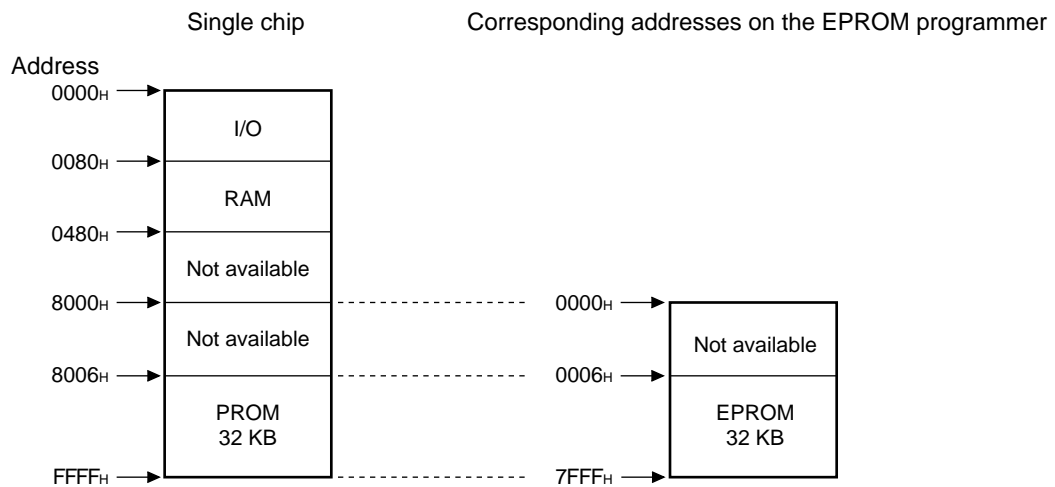 Single chip
Corresponding addresses on the EPROM programmer
Address
0000H
I/O
0080H
RAM
0480H
Not available
8000H
0000H
Not available
Not available
8006H
0006H
PROM
32 KB
EPROM
32 KB
FFFFH
7FFFH